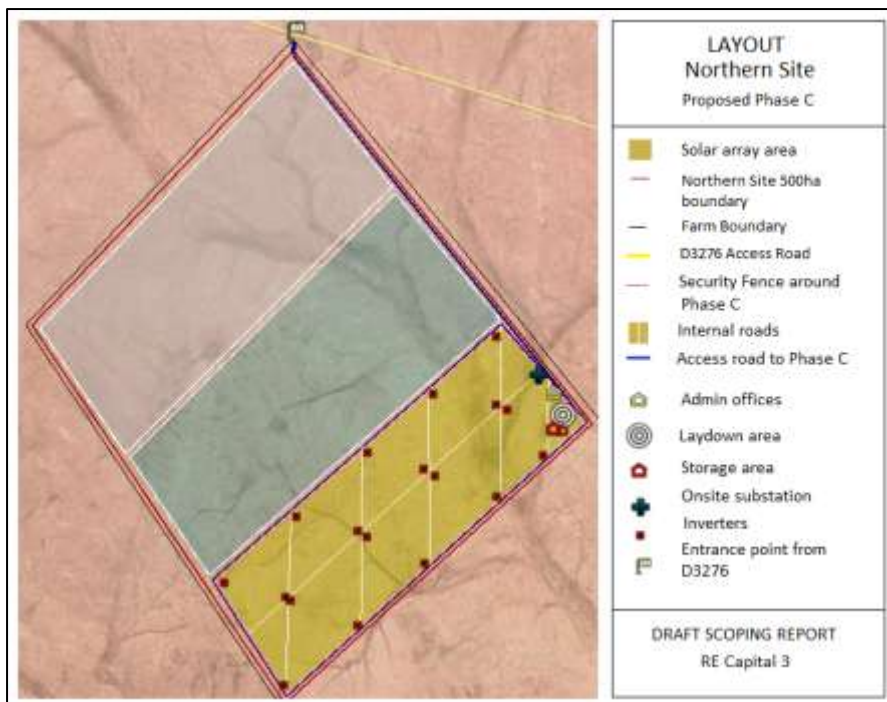 LAYOUT
Northern Site
Proposed Phase C
Solar array area
Northern Site 500ha
boundary
Farm Boundary
D3276 Access Road
Security Fence around
Phase C
Internal roads
Access road to Phase C
Admin offices
Laydown area
Storage area
Onsite substation
Inverters
Entrance point from
D3276
DRAFT SCOPING REPORT
RE Capital 3